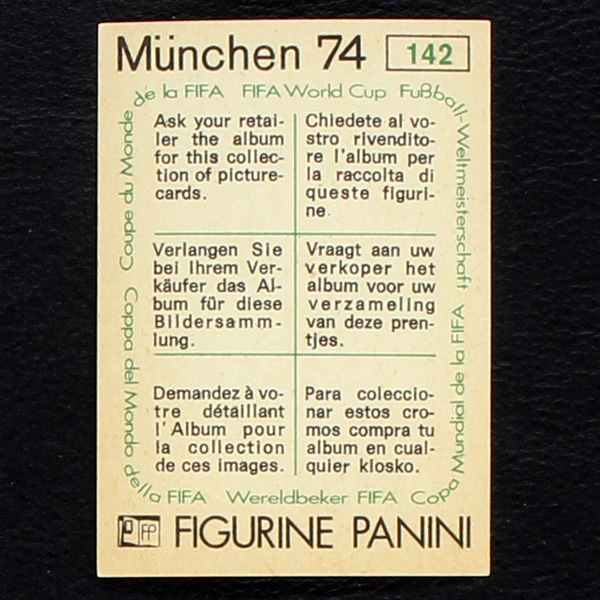 München 74 142
de la FIFA FIFA World Cup Fußball-Weltmeisterschaft
Coupe du Monde
Ask your retai-
ler the album
for this collec-
tion of picture-
cards.
Chiedete al vo-
stro rivendito-
re l'album per
la raccolta di
queste figuri-
ne.
Verlangen Sie
bei Ihrem Ver-
käufer das Al-
bum für diese
Bildersamm-
lung.
Vraagt aan uw
verkoper het
album voor uw
verzameling
van deze pren-
tjes.
Demandez à vo-
tre détaillant
l'Album pour
la collection
de ces images.
Para coleccio-
nar estos cro-
mos compra tu
album en cual-
quier kiosko.
Coppa del Mondo
della FIFA Wereldbeker FIFA Copa Mundial de la FIFA
FP FIGURINE PANINI